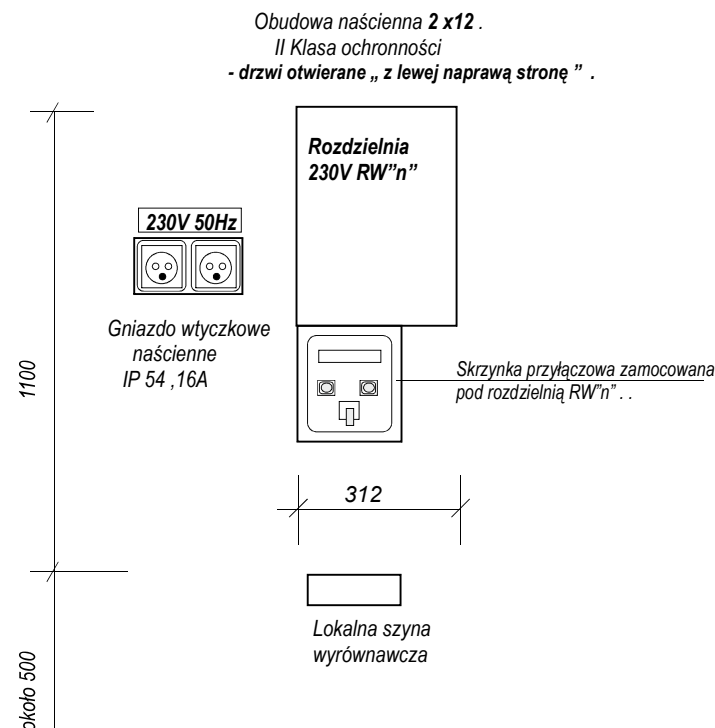 Obudowa naścienna 2 x12 .
II Klasa ochronności
- drzwi otwierane „ z lewej naprawą stronę ” .
Rozdzielnia
230V RW”n”
230V 50Hz
Gniazdo wtyczkowe
naścienne
IP 54 ,16A
Skrzynka przyłączowa zamocowana
pod rozdzielnią RW”n” . .
1100
312
Lokalna szyna
wyrównawcza
około 500